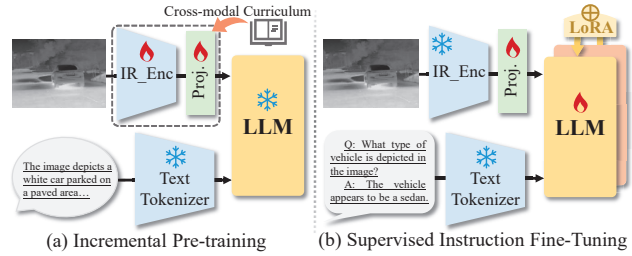 Cross-modal Curriculum
IR_Enc
Proj.
LLM
The image depicts a
white car parked on
a paved area…
Text
Tokenizer
(a) Incremental Pre-training
LoRA
IR_Enc
Proj.
LLM
Q: What type of
vehicle is depicted in
the image?
A: The vehicle
appears to be a sedan.
Text
Tokenizer
(b) Supervised Instruction Fine-Tuning